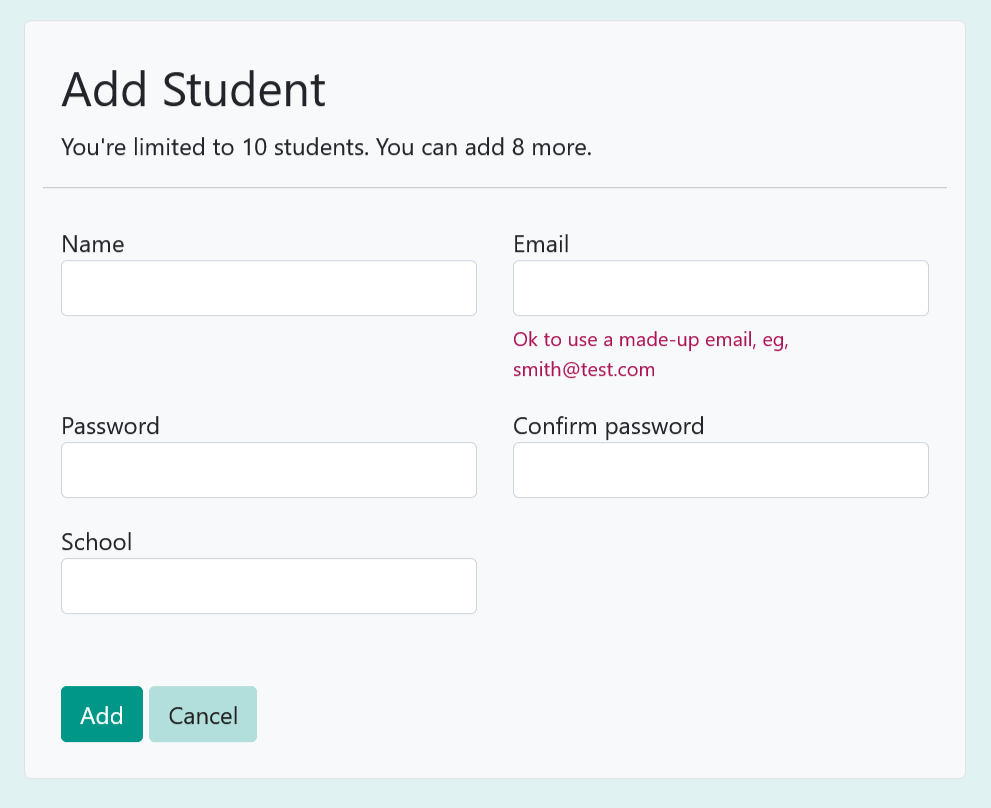 Add Student
You're limited to 10 students. You can add 8 more.
Name
Email
Ok to use a made-up email, eg,
smith@test.com
Password
Confirm password
School
Add
Cancel